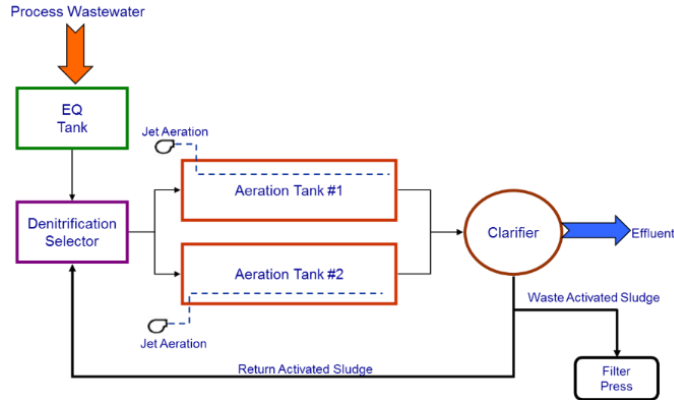 Process Wastewater
EQ
Tank
Jet Aeration
Aeration Tank #1
Denitrification
Selector
Clarifier
Effluent
Aeration Tank #2
Waste Activated Sludge
Jet Aeration
Return Activated Sludge
Filter
Press